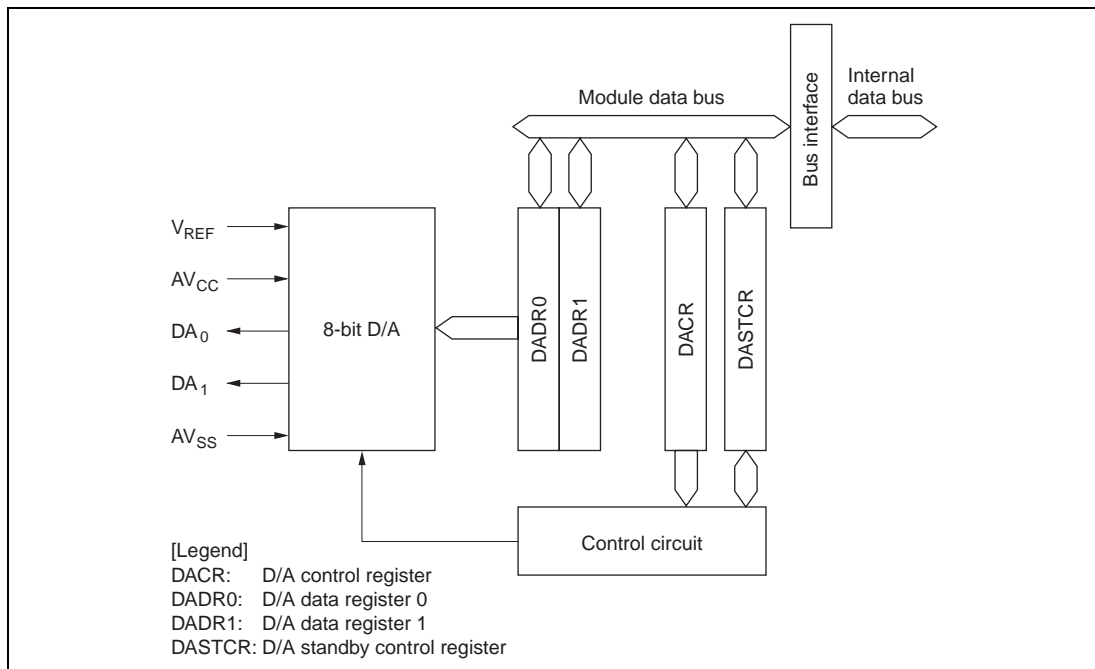 Module data bus
Bus interface
Internal
data bus
VREF
AVCC
DA0
DA1
AVSS
8-bit D/A
DADR0
DADR1
DACR
DASTCR
Control circuit
[Legend]
DACR: D/A control register
DADR0: D/A data register 0
DADR1: D/A data register 1
DASTCR: D/A standby control register